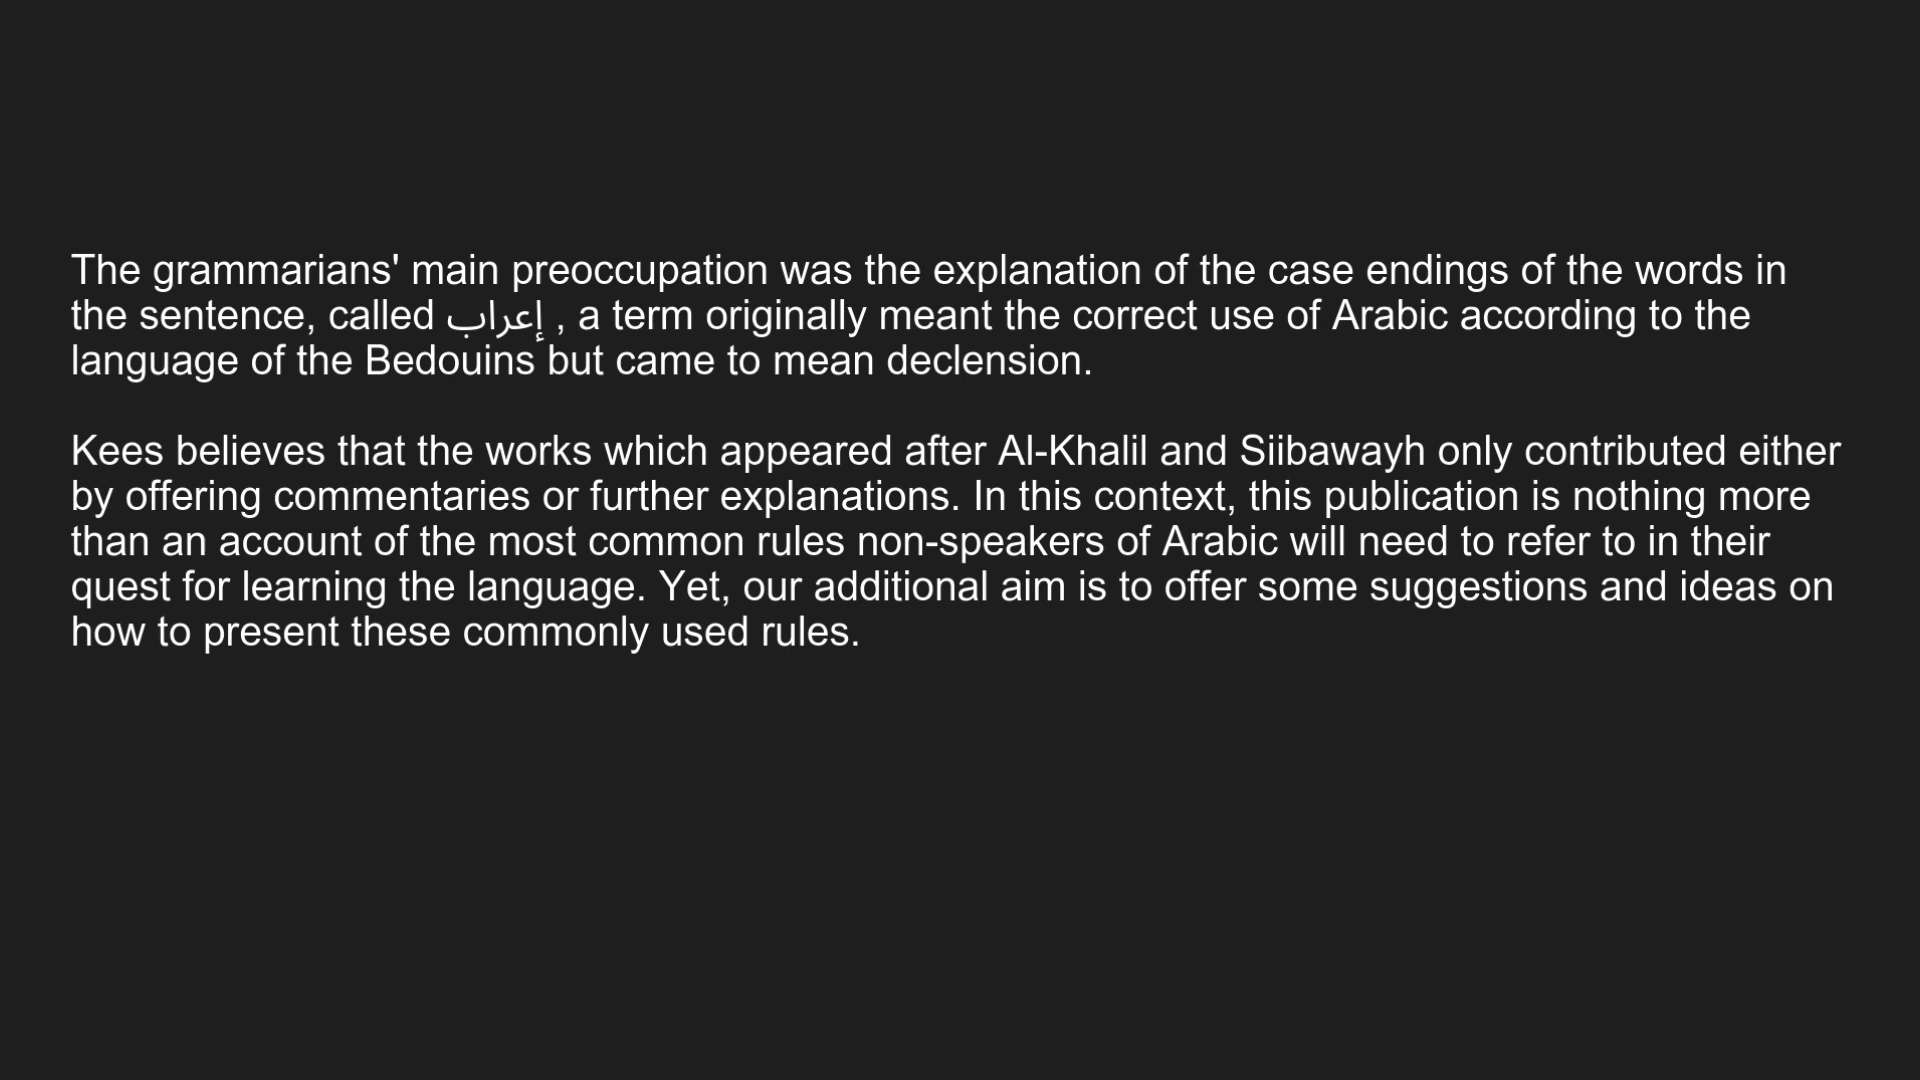 The grammarians' main preoccupation was the explanation of the case endings of the words in
the sentence, called إعراب , a term originally meant the correct use of Arabic according to the
language of the Bedouins but came to mean declension.
Kees believes that the works which appeared after Al-Khalil and Siibawayh only contributed either
by offering commentaries or further explanations. In this context, this publication is nothing more
than an account of the most common rules non-speakers of Arabic will need to refer to in their
quest for learning the language. Yet, our additional aim is to offer some suggestions and ideas on
how to present these commonly used rules.